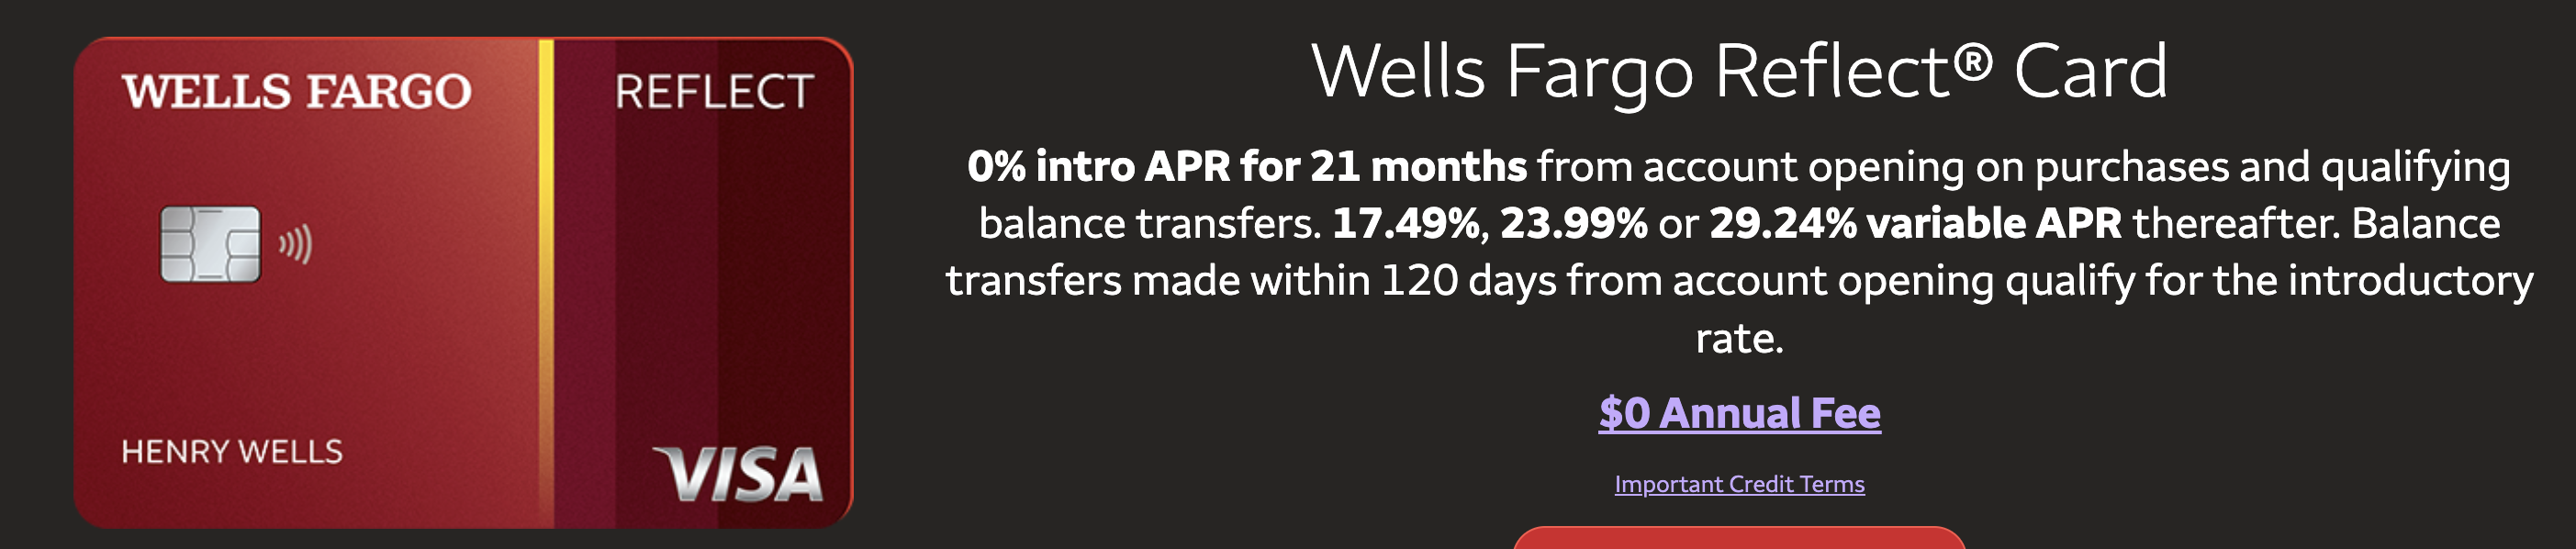 WELLS FARGO
REFLECT
HENRY WELLS
VISA
Wells Fargo Reflect® Card
0% intro APR for 21 months from account opening on purchases and qualifying
balance transfers. 17.49%, 23.99% or 29.24% variable APR thereafter. Balance
transfers made within 120 days from account opening qualify for the introductory
rate.
$0 Annual Fee
Important Credit Terms